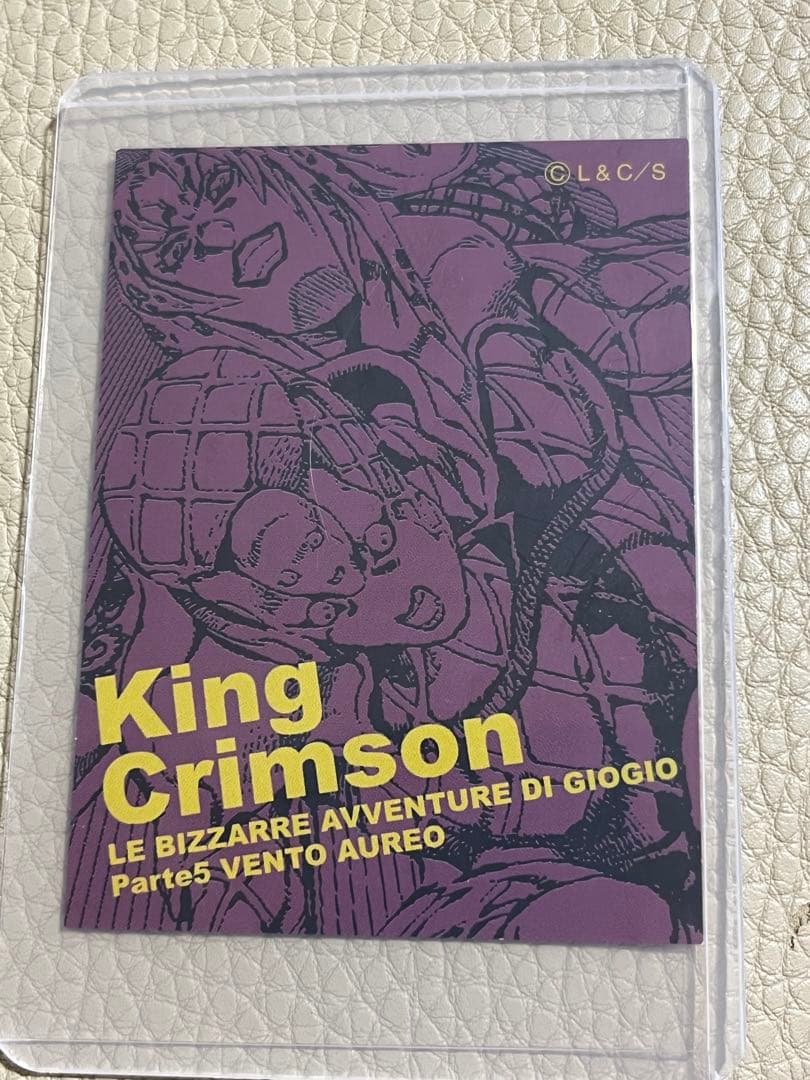 Ⓒ L & C/S
King
Crimson
LE BIZZARRE AVVENTURE DI GIOGIO
Parte5 VENTO AUREO